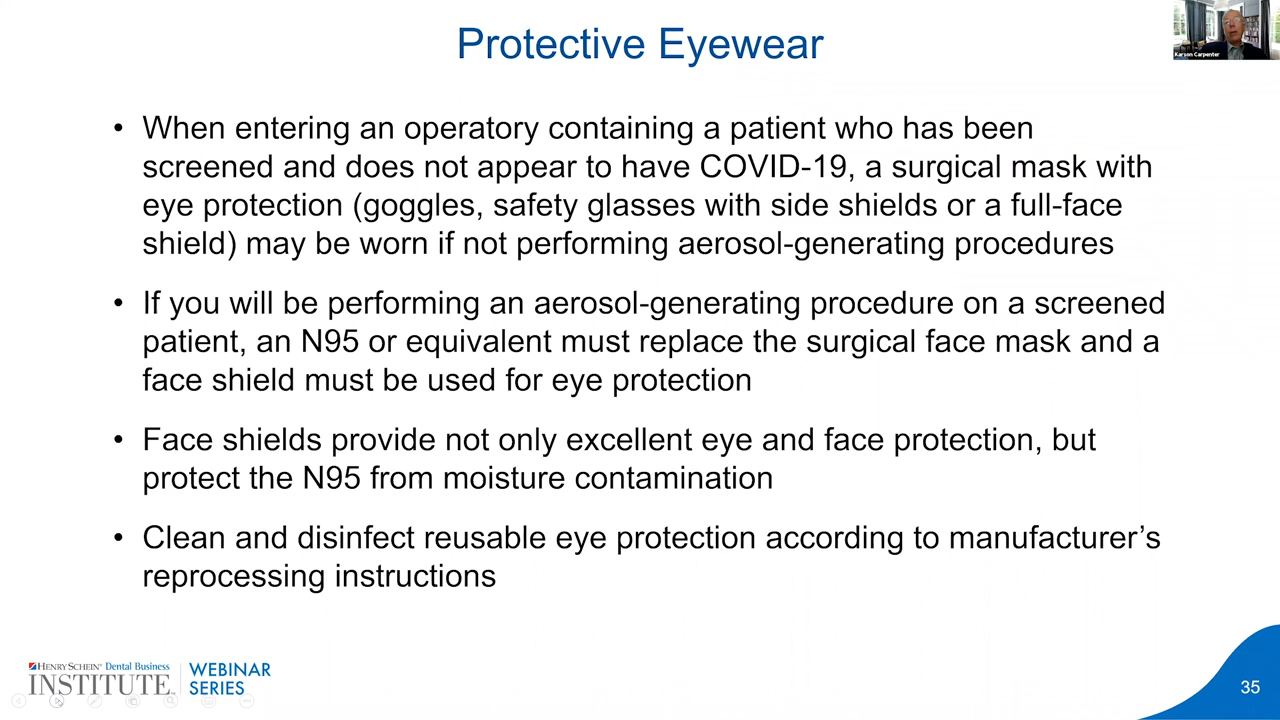 Protective Eyewear
Karson Carpenter
• When entering an operatory containing a patient who has been
screened and does not appear to have COVID-19, a surgical mask with
eye protection (goggles, safety glasses with side shields or a full-face
shield) may be worn if not performing aerosol-generating procedures
• If you will be performing an aerosol-generating procedure on a screened
patient, an N95 or equivalent must replace the surgical face mask and a
face shield must be used for eye protection
• Face shields provide not only excellent eye and face protection, but
protect the N95 from moisture contamination
• Clean and disinfect reusable eye protection according to manufacturer’s
reprocessing instructions
HENRY SCHEIN® Dental Business
INSTITUTE™
WEBINAR
SERIES
35